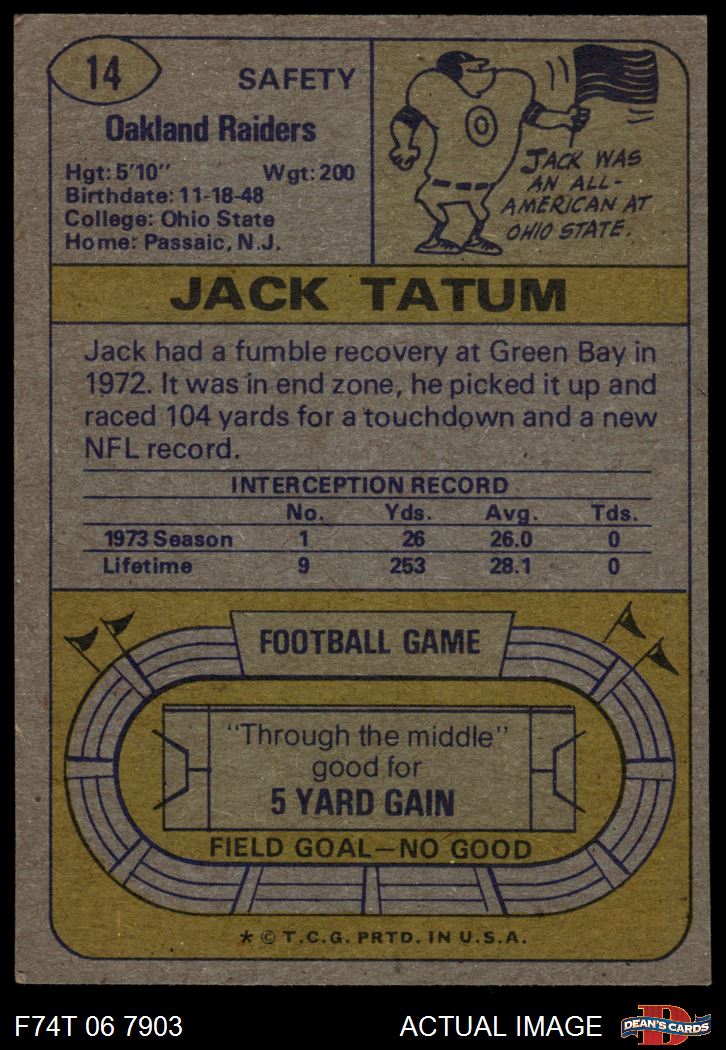 14
SAFETY
Oakland Raiders
Hgt: 5'10" Wgt: 200
Birthdate: 11-18-48
College: Ohio State
Home: Passaic, N.J.
O
JACK WAS
AN ALL-
AMERICAN AT
OHIO STATE.
JACK TATUM
Jack had a fumble recovery at Green Bay in
1972. It was in end zone, he picked it up and
raced 104 yards for a touchdown and a new
NFL record.
INTERCEPTION RECORD
No. Yds. Avg. Tds.
1973 Season 1 26 26.0 0
Lifetime 9 253 28.1 0
FOOTBALL GAME
"Through the middle"
good for
5 YARD GAIN
FIELD GOAL—NO GOOD
* © T.C.G. PRTD. IN U.S.A.
F74T 06 7903
ACTUAL IMAGE
D
DEAN'S CARDS